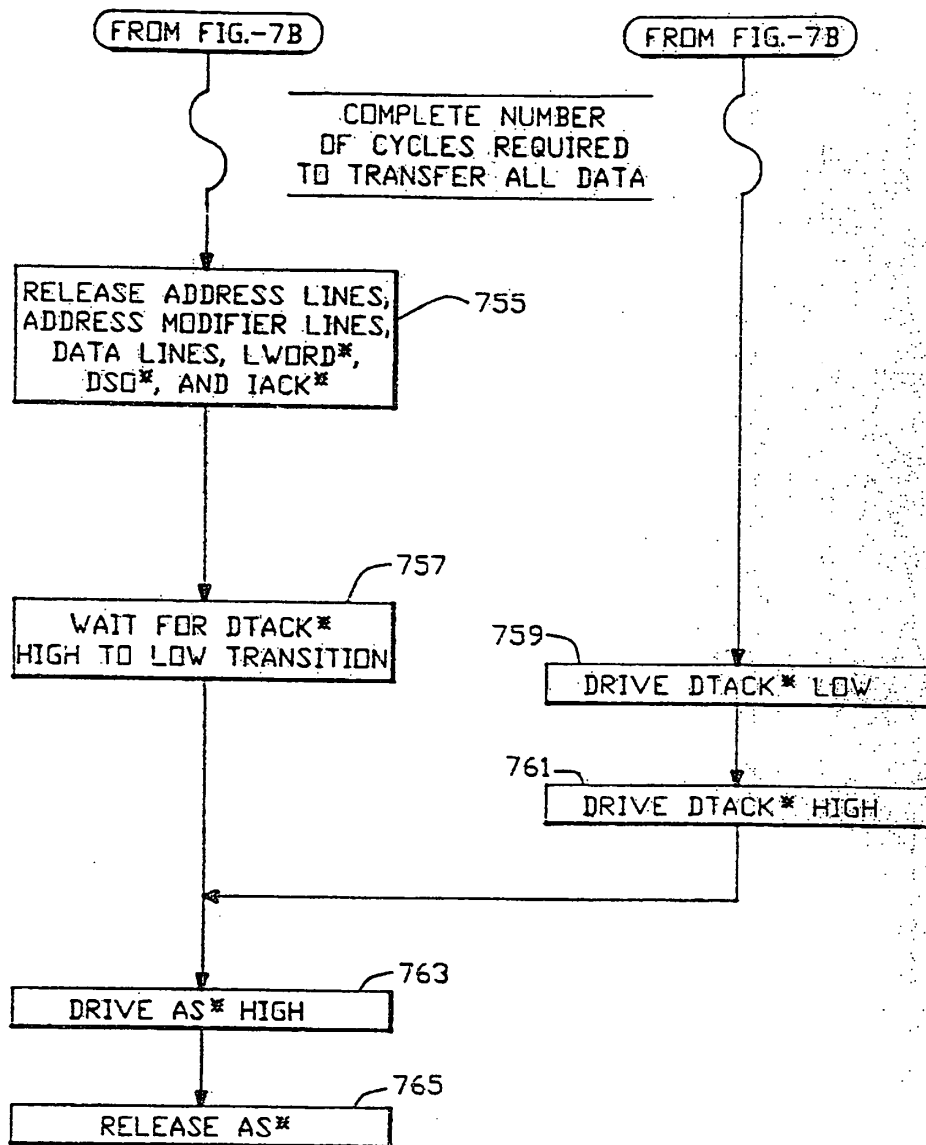 FROM FIG.-7B
FROM FIG.-7B
COMPLETE NUMBER
OF CYCLES REQUIRED
TO TRANSFER ALL DATA
RELEASE ADDRESS LINES,
ADDRESS MODIFIER LINES,
DATA LINES, LWORD*,
DS0*, AND IACK*
755
757
WAIT FOR DTACK*
HIGH TO LOW TRANSITION
759
DRIVE DTACK* LOW
761
DRIVE DTACK* HIGH
763
DRIVE AS* HIGH
765
RELEASE AS*